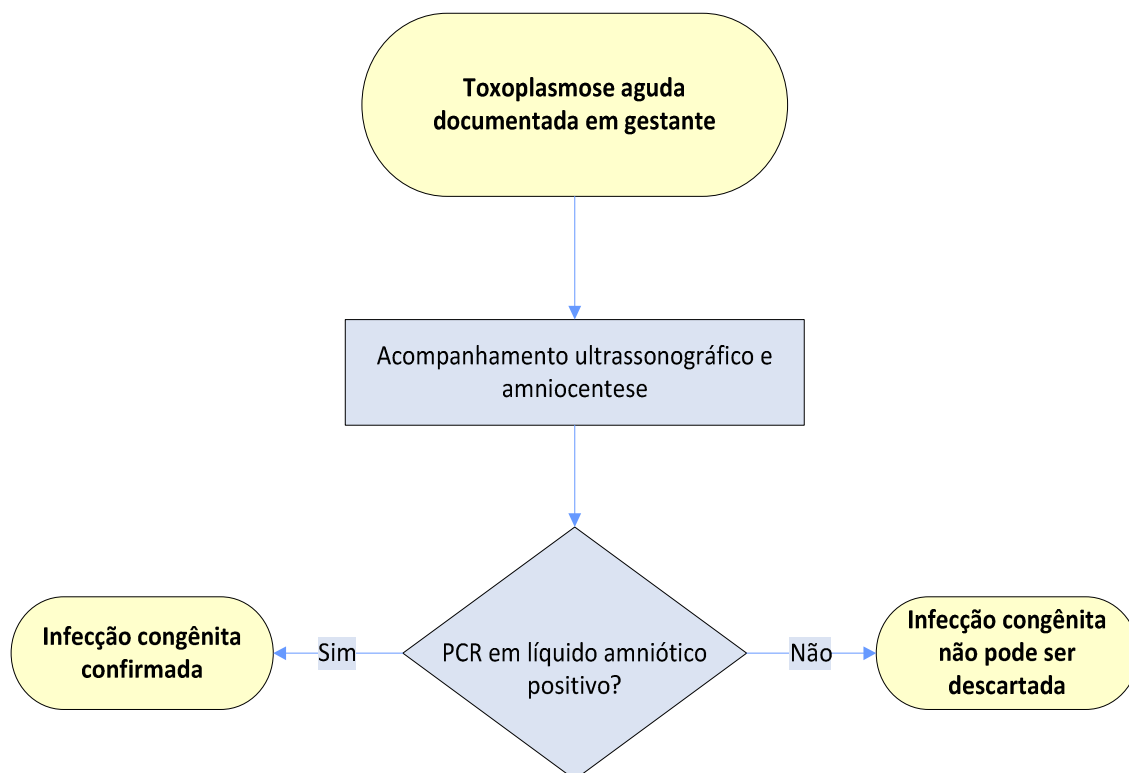 Toxoplasmose aguda
documentada em gestante
Acompanhamento ultrassonográfico e
amniocentese
Infecção congênita
confirmada
Sim
PCR em líquido amniótico
positivo?
Não
Infecção congênita
não pode ser
descartada